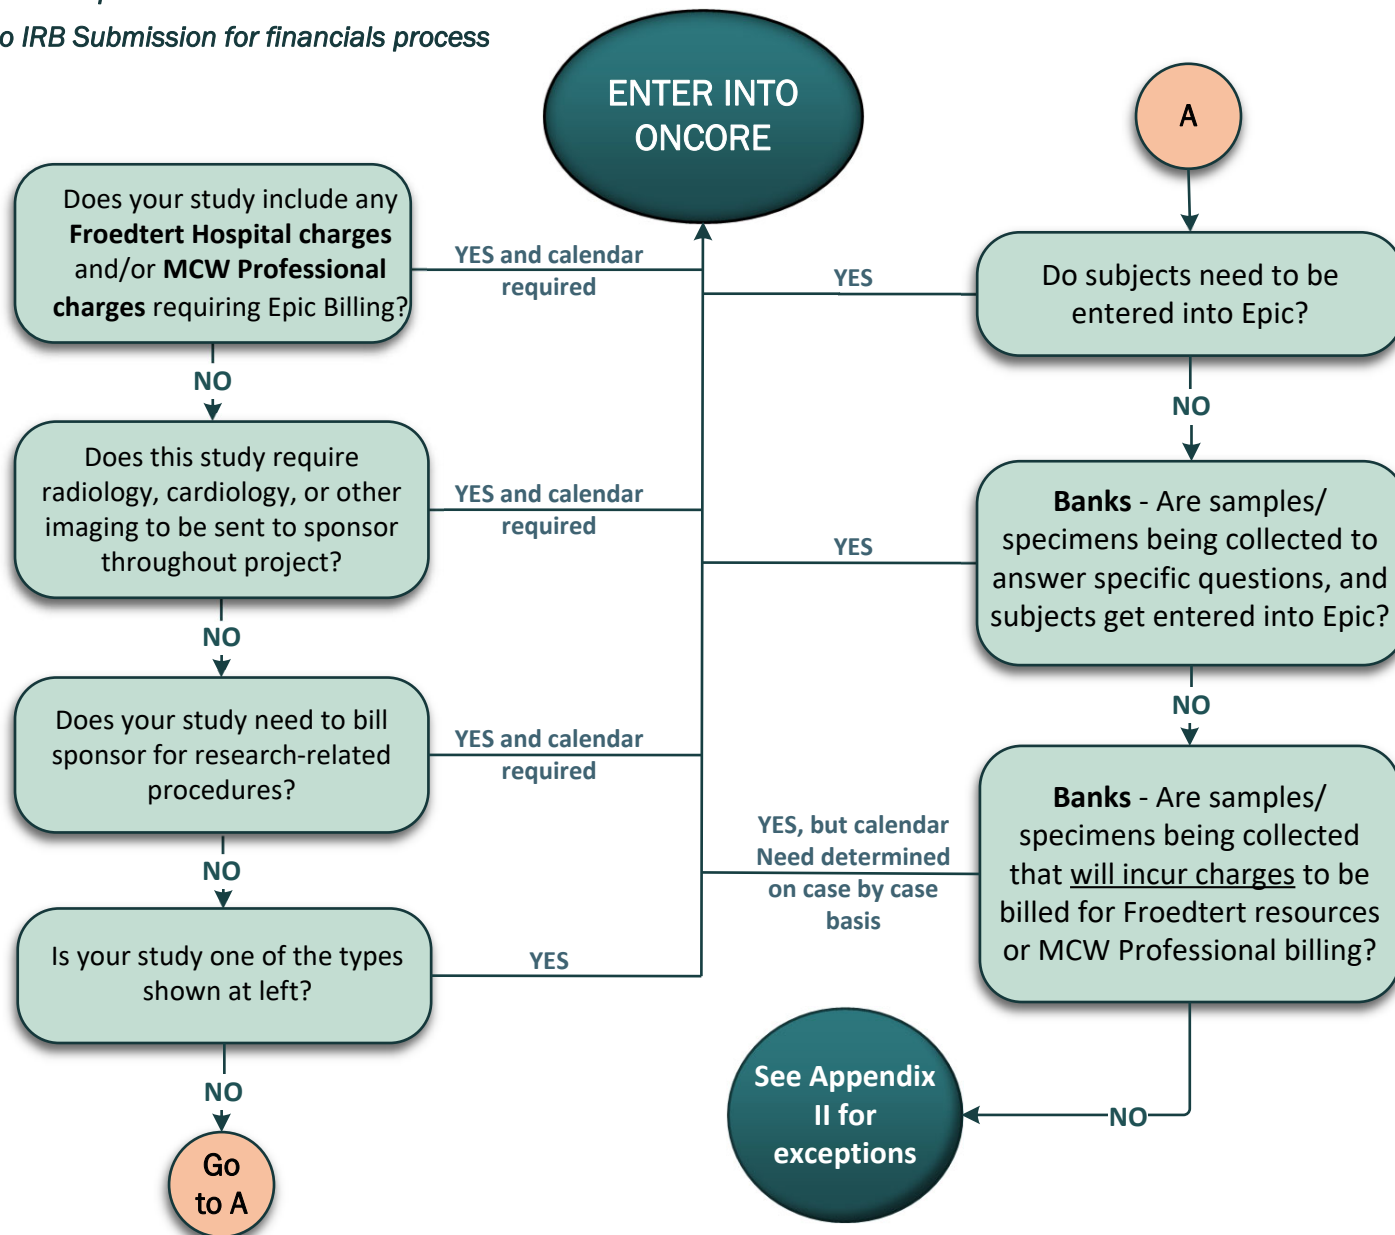 o IRB Submission for financials process
ENTER INTO
ONCORE
Does your study include any
Froedtert Hospital charges
and/or MCW Professional
charges requiring Epic Billing?
YES and calendar
required
NO
Does this study require
radiology, cardiology, or other
imaging to be sent to sponsor
throughout project?
YES and calendar
required
NO
Does your study need to bill
sponsor for research-related
procedures?
YES and calendar
required
NO
Is your study one of the types
shown at left?
YES
NO
Go
to A
A
Do subjects need to be
entered into Epic?
YES
NO
Banks - Are samples/
specimens being collected to
answer specific questions, and
subjects get entered into Epic?
YES
NO
Banks - Are samples/
specimens being collected
that will incur charges to be
billed for Froedtert resources
or MCW Professional billing?
YES, but calendar
Need determined
on case by case
basis
NO
See Appendix
II for
exceptions